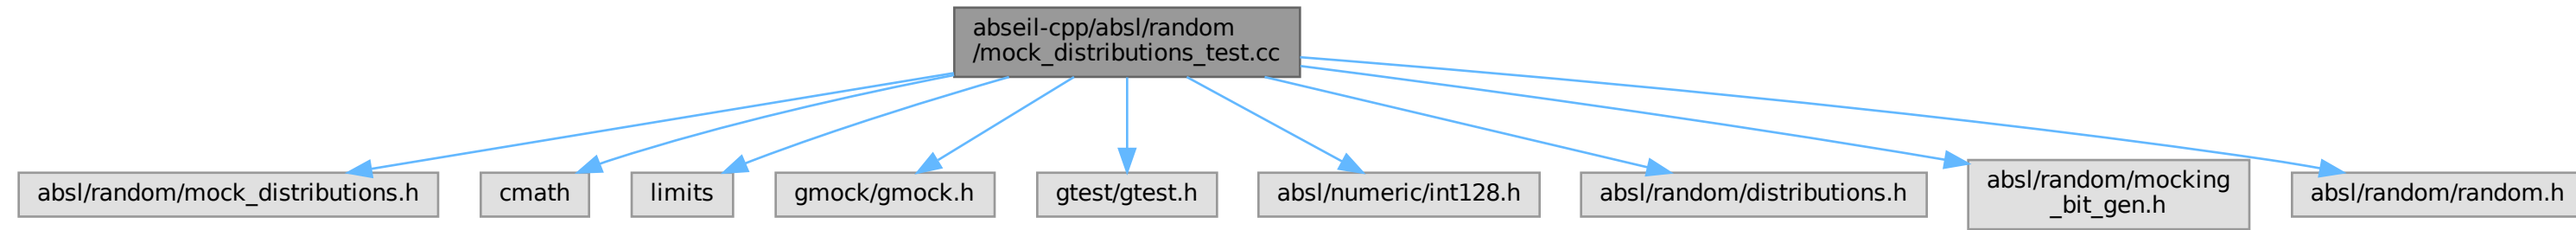 abseil-cpp/absl/random
/mock_distributions_test.cc
absl/random/mock_distributions.h
cmath
limits
gmock/gmock.h
gtest/gtest.h
absl/numeric/int128.h
absl/random/distributions.h
absl/random/mocking
_bit_gen.h
absl/random/random.h